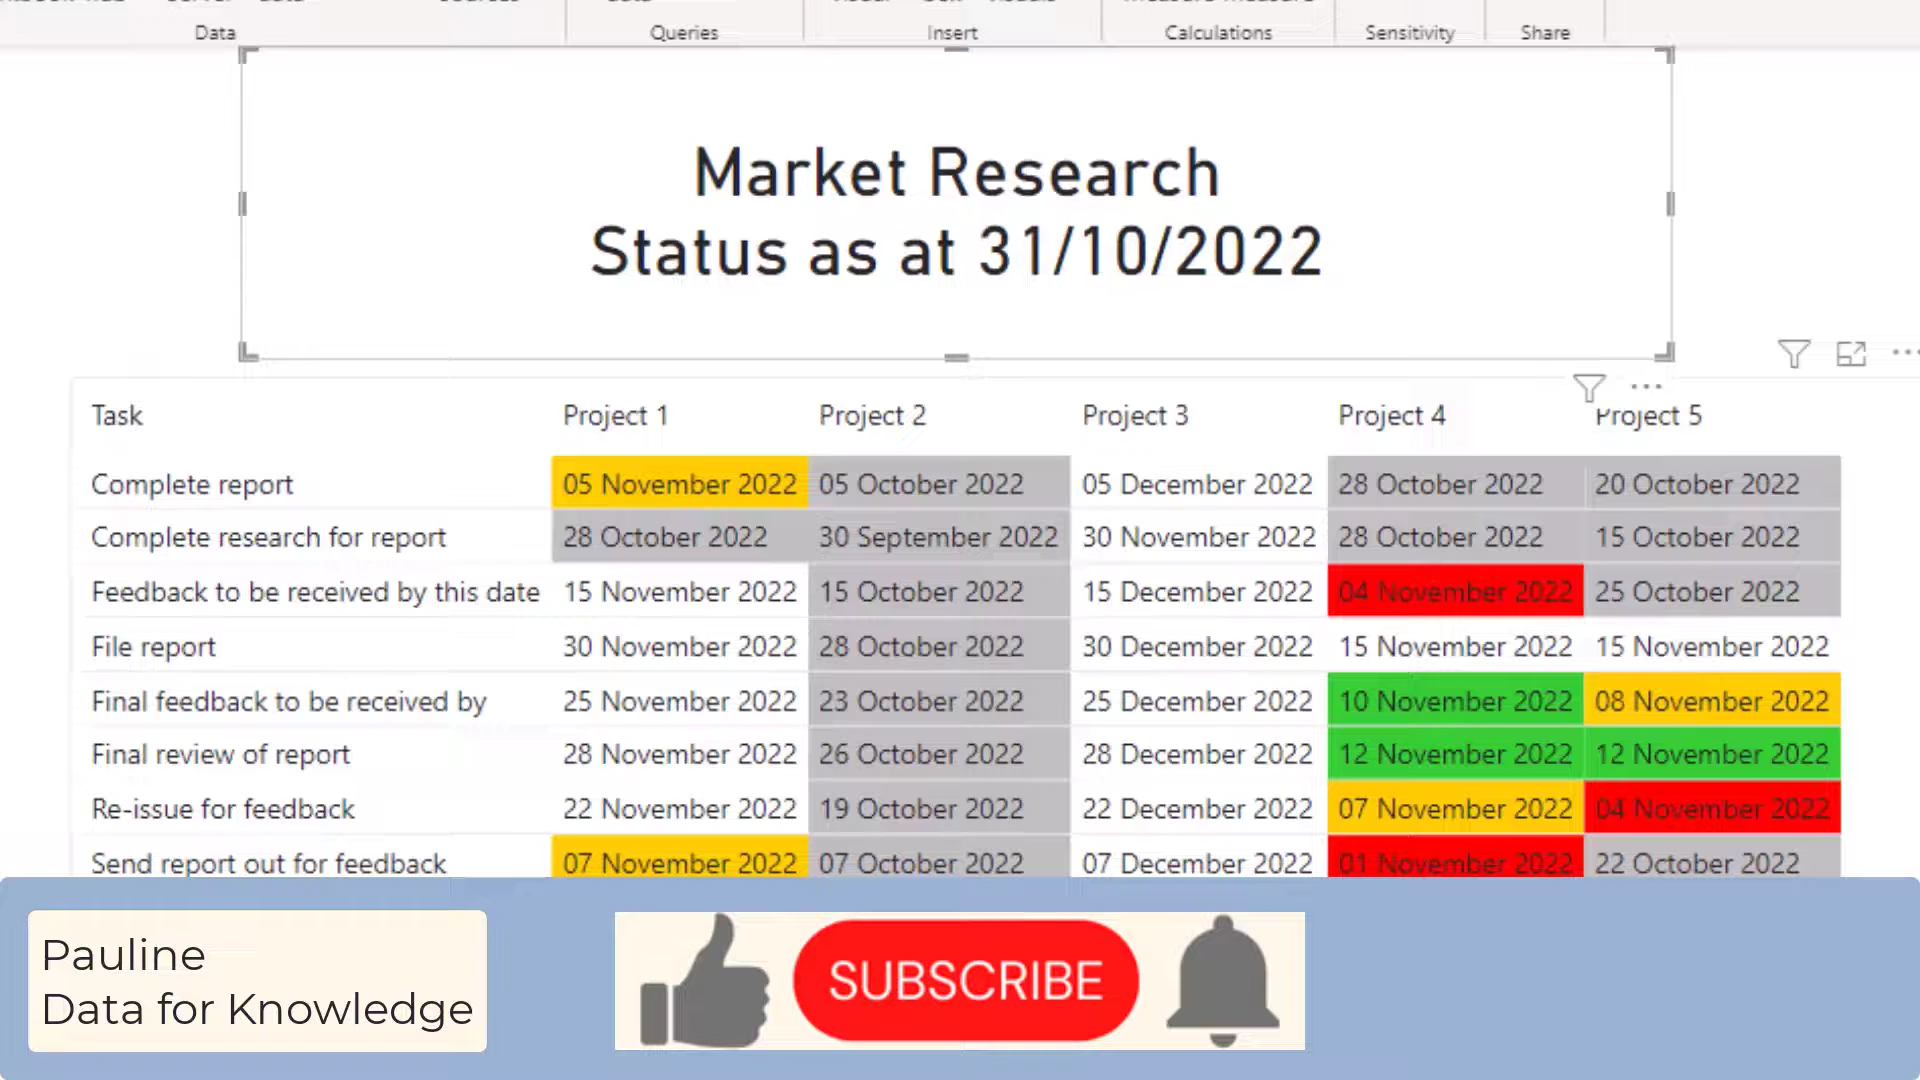 Data Queries Insert Calculations Sensitivity Share
Market Research
Status as at 31/10/2022
Task Project 1 Project 2 Project 3 Project 4 Project 5
Complete report 05 November 2022 05 October 2022 05 December 2022 28 October 2022 20 October 2022
Complete research for report 28 October 2022 30 September 2022 30 November 2022 28 October 2022 15 October 2022
Feedback to be received by this date 15 November 2022 15 October 2022 15 December 2022 04 November 2022 25 October 2022
File report 30 November 2022 28 October 2022 30 December 2022 15 November 2022 15 November 2022
Final feedback to be received by 25 November 2022 23 October 2022 25 December 2022 10 November 2022 08 November 2022
Final review of report 28 November 2022 26 October 2022 28 December 2022 12 November 2022 12 November 2022
Re-issue for feedback 22 November 2022 19 October 2022 22 December 2022 07 November 2022 04 November 2022
Send report out for feedback 07 November 2022 07 October 2022 07 December 2022 01 November 2022 22 October 2022
Pauline
Data for Knowledge
SUBSCRIBE